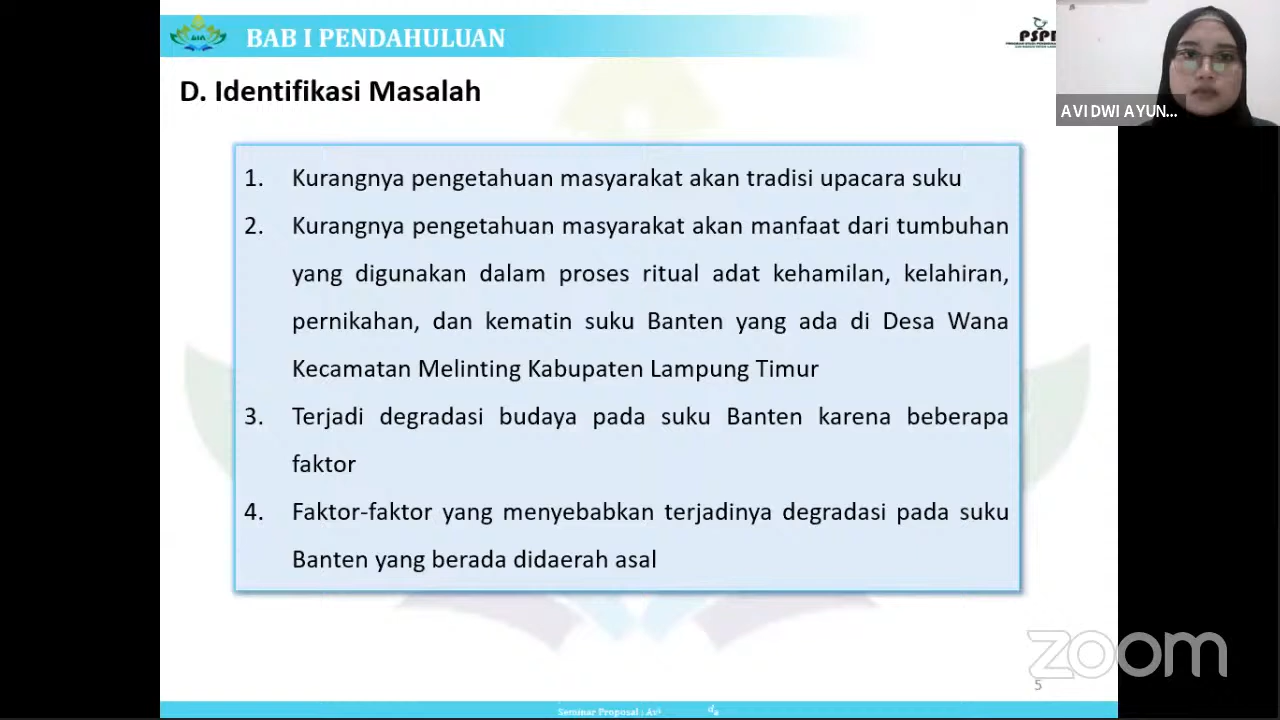 BAB I PENDAHULUAN
D. Identifikasi Masalah
AVI DWI AYUN...
1. Kurangnya pengetahuan masyarakat akan tradisi upacara suku
2. Kurangnya pengetahuan masyarakat akan manfaat dari tumbuhan
yang digunakan dalam proses ritual adat kehamilan, kelahiran,
pernikahan, dan kematin suku Banten yang ada di Desa Wana
Kecamatan Melinting Kabupaten Lampung Timur
3. Terjadi degradasi budaya pada suku Banten karena beberapa
faktor
4. Faktor-faktor yang menyebabkan terjadinya degradasi pada suku
Banten yang berada didaerah asal
zoom
5
Seminar Proposal :